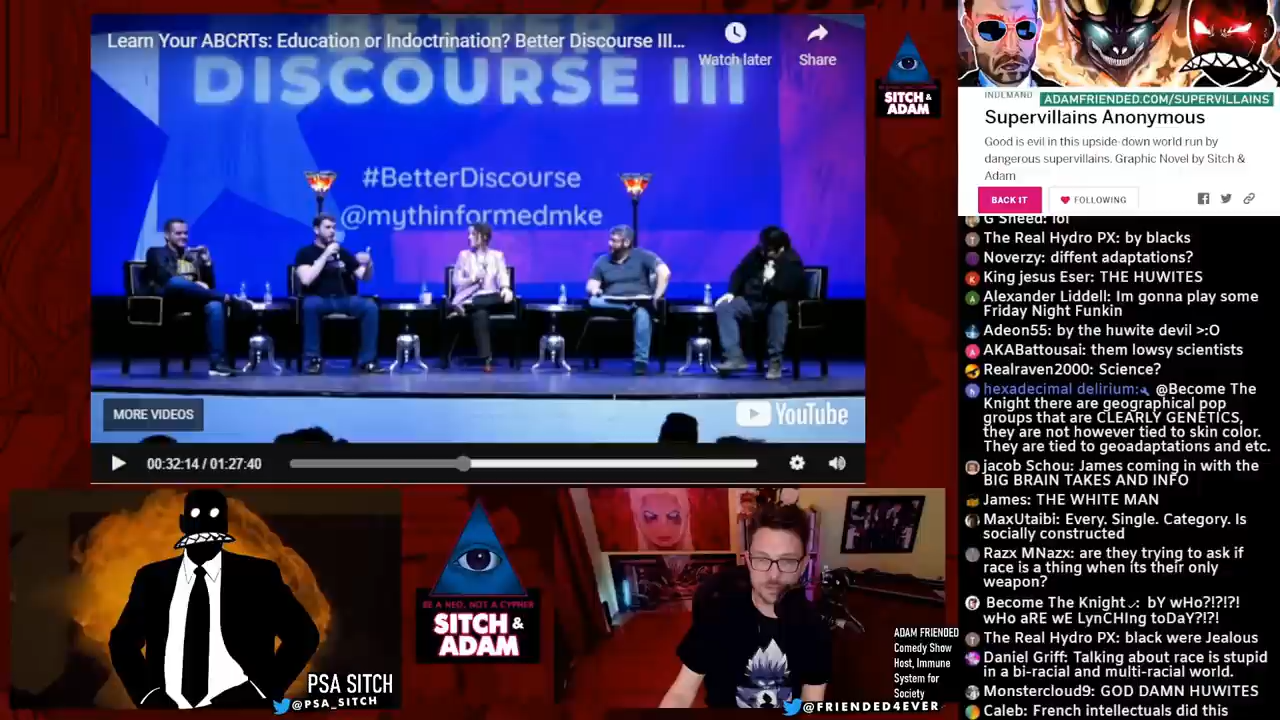 Learn Your ABCRTs: Education or Indoctrination? Better Discourse III...
Watch later
Share
BETTER
DISCOURSE III
#BetterDiscourse
@mythinformedmke
MORE VIDEOS
YouTube
00:32:14 / 01:27:40
SITCH &
ADAM
INDEMAND
ADAMFRIENDED.COM/SUPERVILLAINS
Supervillains Anonymous
Good is evil in this upside-down world run by
dangerous supervillains. Graphic Novel by Sitch &
Adam
BACK IT
FOLLOWING
G Sneed: lol
The Real Hydro PX: by blacks
Noverzy: diffent adaptations?
King jesus Eser: THE HUWITES
Alexander Liddell: Im gonna play some
Friday Night Funkin
Adeon55: by the huwite devil >:O
AKABattousai: them lowsy scientists
Realraven2000: Science?
hexadecimal delirium: @Become The
Knight there are geographical pop
groups that are CLEARLY GENETICS,
they are not however tied to skin color.
They are tied to geoadaptations and etc.
jacob Schou: James coming in with the
BIG BRAIN TAKES AND INFO
James: THE WHITE MAN
MaxUtaibi: Every. Single. Category. Is
socially constructed
Razx MNazx: are they trying to ask if
race is a thing when its their only
weapon?
Become The Knight : bY wHo?!?!?!
wHo aRE wE LynCHIng toDaY?!?!
The Real Hydro PX: black were Jealous
Daniel Griff: Talking about race is stupid
in a bi-racial and multi-racial world.
Monstercloud9: GOD DAMN HUWITES
Caleb: French intellectuals did this
PSA SITCH
@PSA_SITCH
BE A NEO, NOT A CYPHER
SITCH &
ADAM
ADAM FRIENDED
Comedy Show
Host, Immune
System for
Society
@FRIENDED4EVER